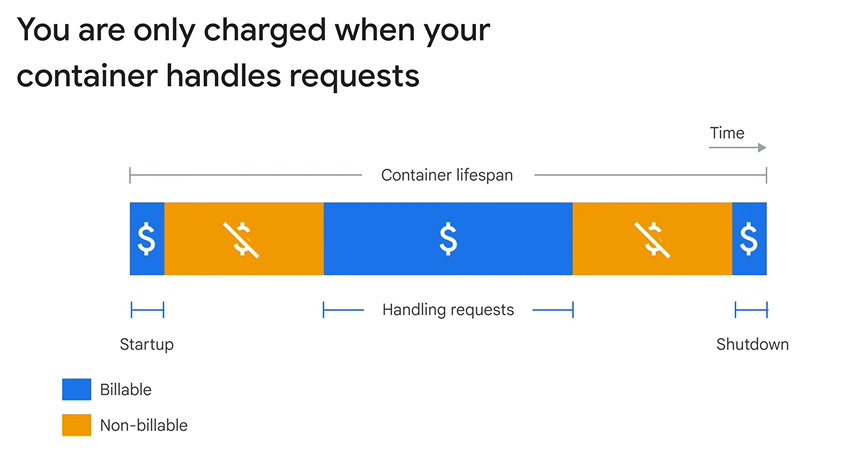 You are only charged when your
container handles requests
Time
Container lifespan
$ $ $ $ $
Handling requests
Startup
Shutdown
Billable
Non-billable